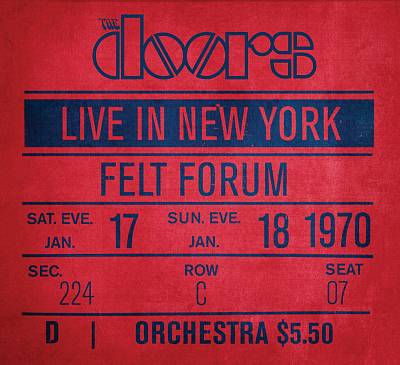 THE
doors
LIVE IN NEW YORK
FELT FORUM
SAT. EVE. JAN. 17 SUN. EVE. JAN. 18 1970
SEC. ROW SEAT
224 C 07
D | ORCHESTRA $5.50